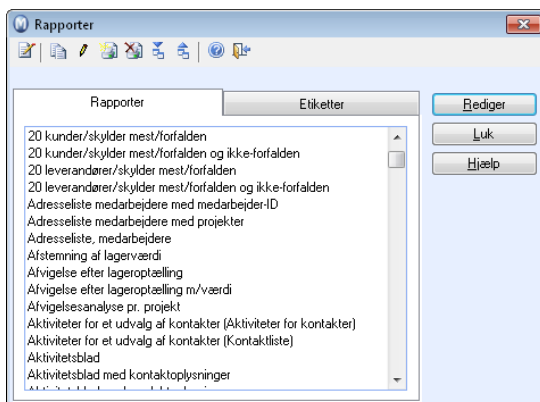 Rapporter
Rapporter
Etiketter
20 kunder/skylder mest/forfalden
20 kunder/skylder mest/forfalden og ikke-forfalden
20 leverandører/skylder mest/forfalden
20 leverandører/skylder mest/forfalden og ikke-forfalden
Adresseliste medarbejdere med medarbejder-ID
Adresseliste medarbejdere med projekter
Adresseliste, medarbejdere
Afstemning af lagerværdi
Afvigelse efter lageroptælling
Afvigelse efter lageroptælling m/værdi
Afvigelsesanalyse pr. projekt
Aktiviteter for et udvalg af kontakter (Aktiviteter for kontakter)
Aktiviteter for et udvalg af kontakter (Kontaktliste)
Aktivitetsblad
Aktivitetsblad med kontaktoplysninger
Rediger
Luk
Hjælp